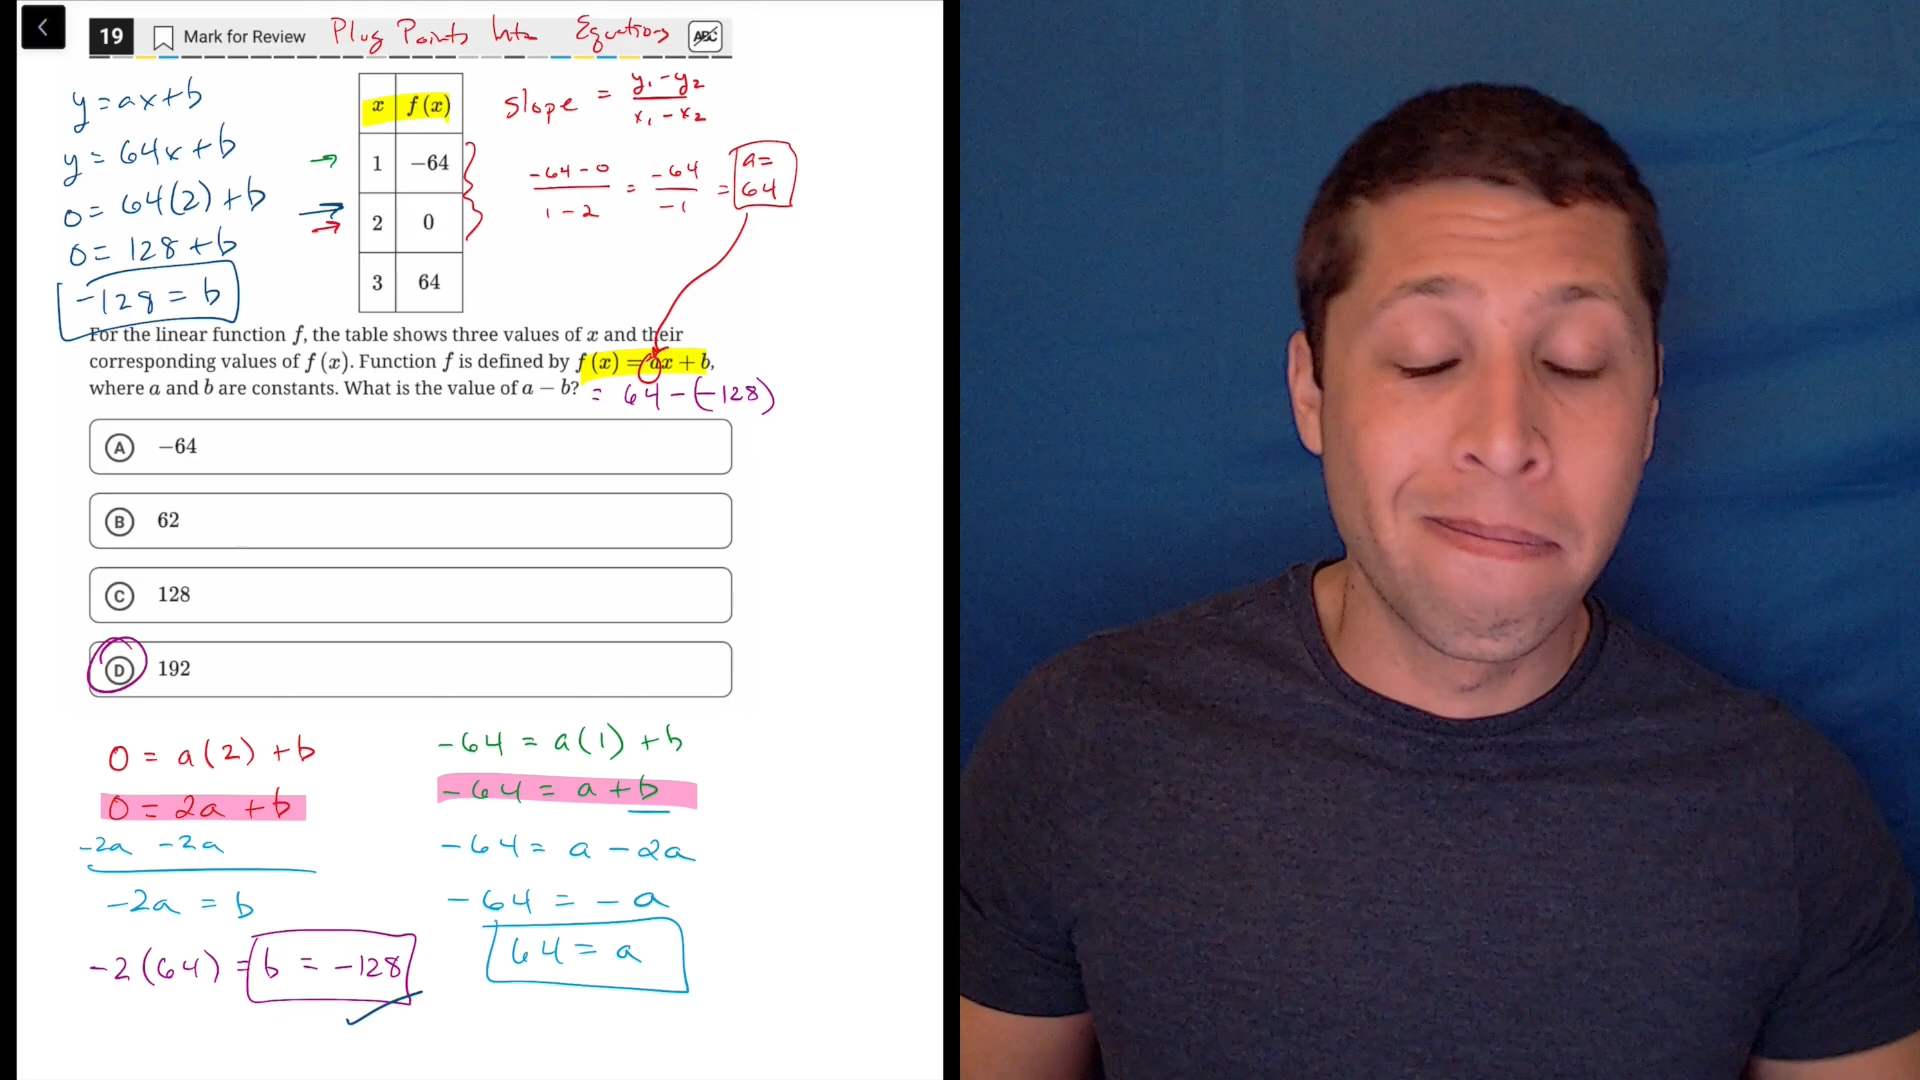 19 Mark for Review Plug Points Into Equations ABC
y = ax + b
y = 64x + b
0 = 64(2) + b
0 = 128 + b
-128 = b
x f(x)
1 −64
2 0
3 64
slope = y₁ - y₂ / x₁ - x₂
-64 - 0 / 1 - 2 = -64 / -1 = a = 64
For the linear function f, the table shows three values of x and their
corresponding values of f(x). Function f is defined by f(x) = ax + b,
where a and b are constants. What is the value of a − b? = 64 - (-128)
A −64
B 62
C 128
D 192
0 = a(2) + b
0 = 2a + b
-2a -2a
-2a = b
-2(64) = b = -128
-64 = a(1) + b
-64 = a + b
-64 = a - 2a
-64 = - a
64 = a